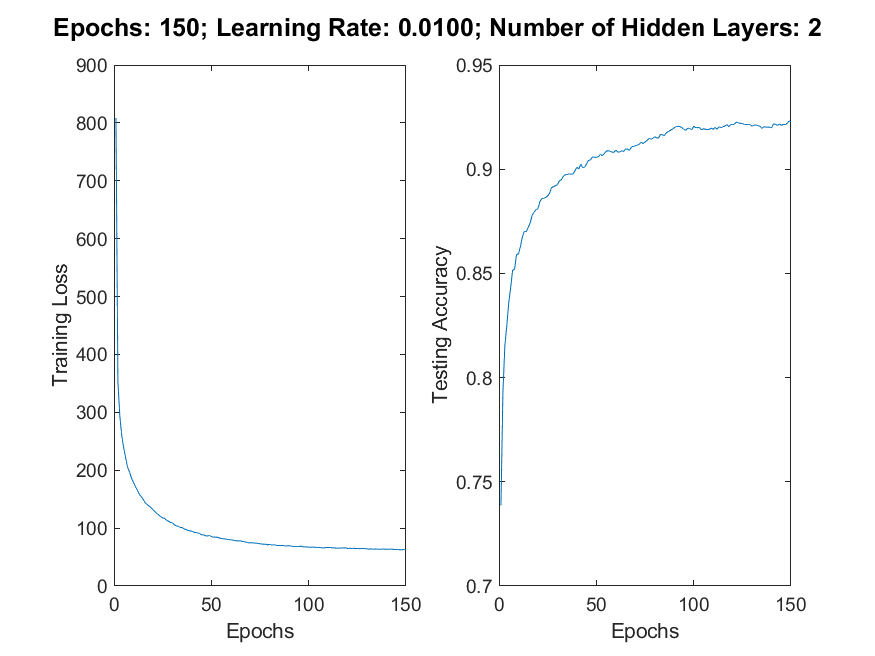 Epochs: 150; Learning Rate: 0.0100; Number of Hidden Layers: 2
900
800
700
600
500
400
300
200
100
0
Training Loss
0 50 100 150
Epochs
0.95
0.9
0.85
0.8
0.75
0.7
Testing Accuracy
0 50 100 150
Epochs